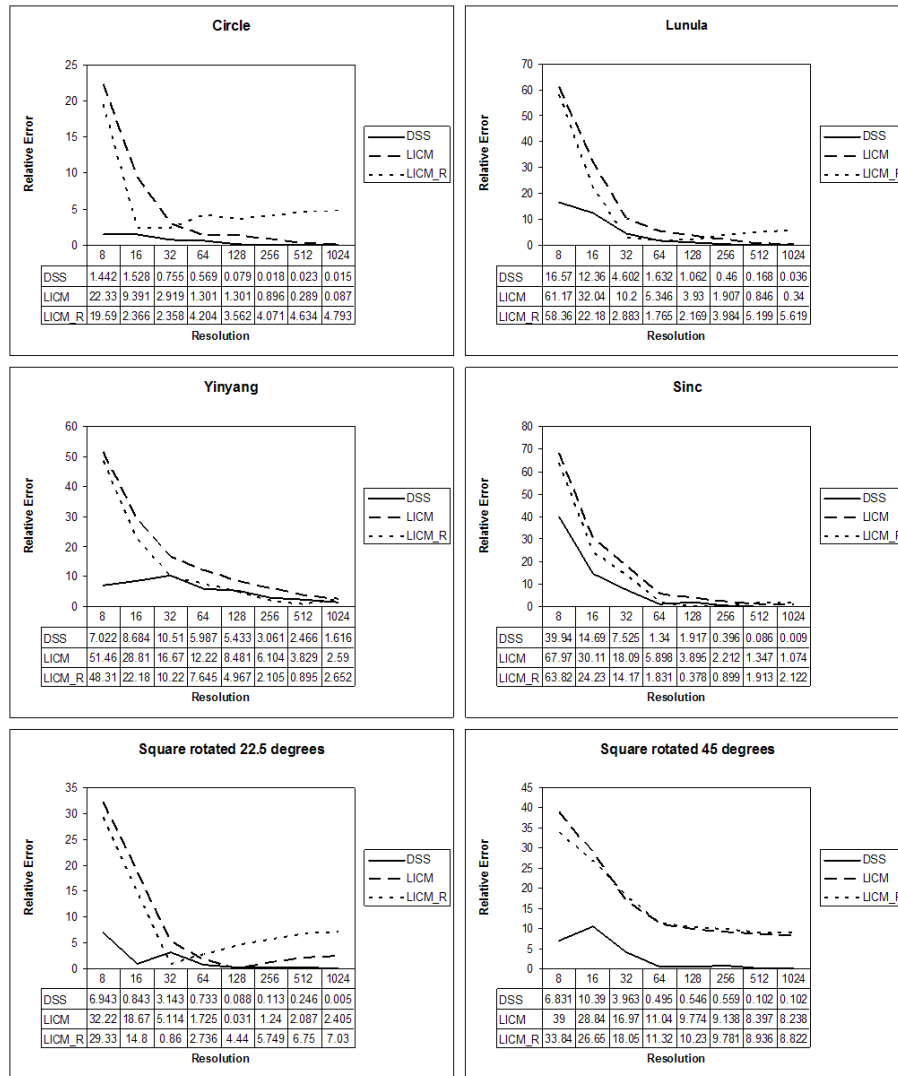 Circle
25
20
15
10
5
0
Relative Error
DSS
LICM
LICM_R
8 16 32 64 128 256 512 1024
DSS 1.442 1.528 0.755 0.569 0.079 0.018 0.023 0.015
LICM 22.33 9.391 2.919 1.301 1.301 0.896 0.289 0.087
LICM_R 19.59 2.366 2.358 4.204 3.562 4.071 4.634 4.793
Resolution
Lunula
70
60
50
40
30
20
10
0
Relative Error
DSS
LICM
LICM_R
8 16 32 64 128 256 512 1024
DSS 16.57 12.36 4.602 1.632 1.062 0.46 0.168 0.036
LICM 61.17 32.04 10.2 5.346 3.93 1.907 0.846 0.34
LICM_R 58.36 22.18 2.883 1.765 2.169 3.984 5.199 5.619
Resolution
Yinyang
60
50
40
30
20
10
0
Relative Error
DSS
LICM
LICM_R
8 16 32 64 128 256 512 1024
DSS 7.022 8.684 10.51 5.987 5.433 3.061 2.466 1.616
LICM 51.46 28.81 16.67 12.22 8.481 6.104 3.829 2.59
LICM_R 48.31 22.18 10.22 7.645 4.967 2.105 0.895 2.652
Resolution
Sinc
80
70
60
50
40
30
20
10
0
Relative Error
DSS
LICM
LICM_R
8 16 32 64 128 256 512 1024
DSS 39.94 14.69 7.525 1.34 1.917 0.396 0.086 0.009
LICM 67.97 30.11 18.09 5.898 3.895 2.212 1.347 1.074
LICM_R 63.82 24.23 14.17 1.831 0.378 0.899 1.913 2.122
Resolution
Square rotated 22.5 degrees
35
30
25
20
15
10
5
0
Relative Error
DSS
LICM
LICM_R
8 16 32 64 128 256 512 1024
DSS 6.943 0.843 3.143 0.733 0.088 0.113 0.246 0.005
LICM 32.22 18.67 5.114 1.725 0.031 1.24 2.087 2.405
LICM_R 29.33 14.8 0.86 2.736 4.44 5.749 6.75 7.03
Resolution
Square rotated 45 degrees
45
40
35
30
25
20
15
10
5
0
Relative Error
DSS
LICM
LICM_R
8 16 32 64 128 256 512 1024
DSS 6.831 10.39 3.963 0.495 0.546 0.559 0.102 0.102
LICM 39 28.84 16.97 11.04 9.774 9.138 8.397 8.238
LICM_R 33.84 26.65 18.05 11.32 10.23 9.781 8.936 8.822
Resolution